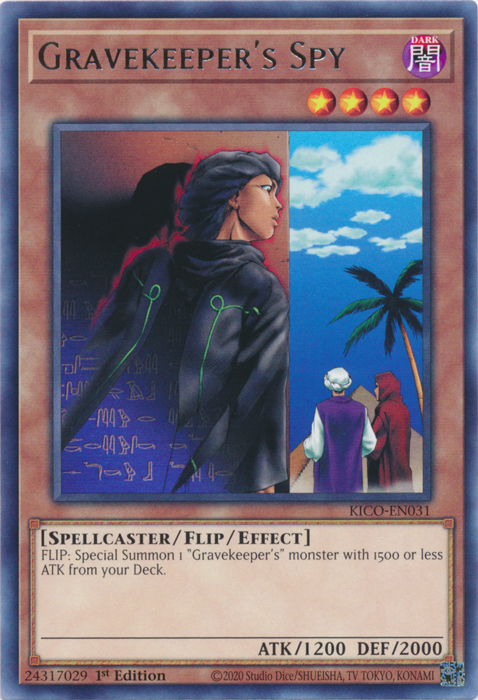 GRAVEKEEPER'S SPY
DARK
闇
KICO-EN031
[SPELLCASTER/FLIP/EFFECT]
FLIP: Special Summon 1 "Gravekeeper's" monster with 1500 or less
ATK from your Deck.
ATK/1200 DEF/2000
24317029 1st Edition ©2020 Studio Dice/SHUEISHA, TV TOKYO, KONAMI